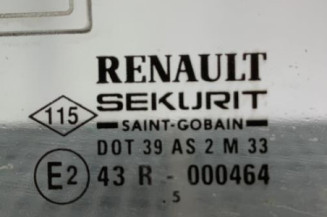 RENAULT
115 SEKURIT
SAINT-GOBAIN
DOT 39 AS 2 M 33
E2 43 R - 000464
.5